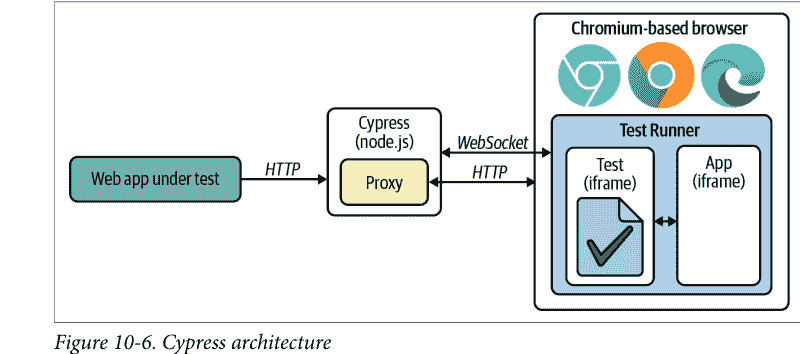 Chromium-based browser
Cypress
(node.js)
Proxy
WebSocket
HTTP
Test Runner
Test
(iframe)
App
(iframe)
Web app under test
HTTP
Figure 10-6. Cypress architecture